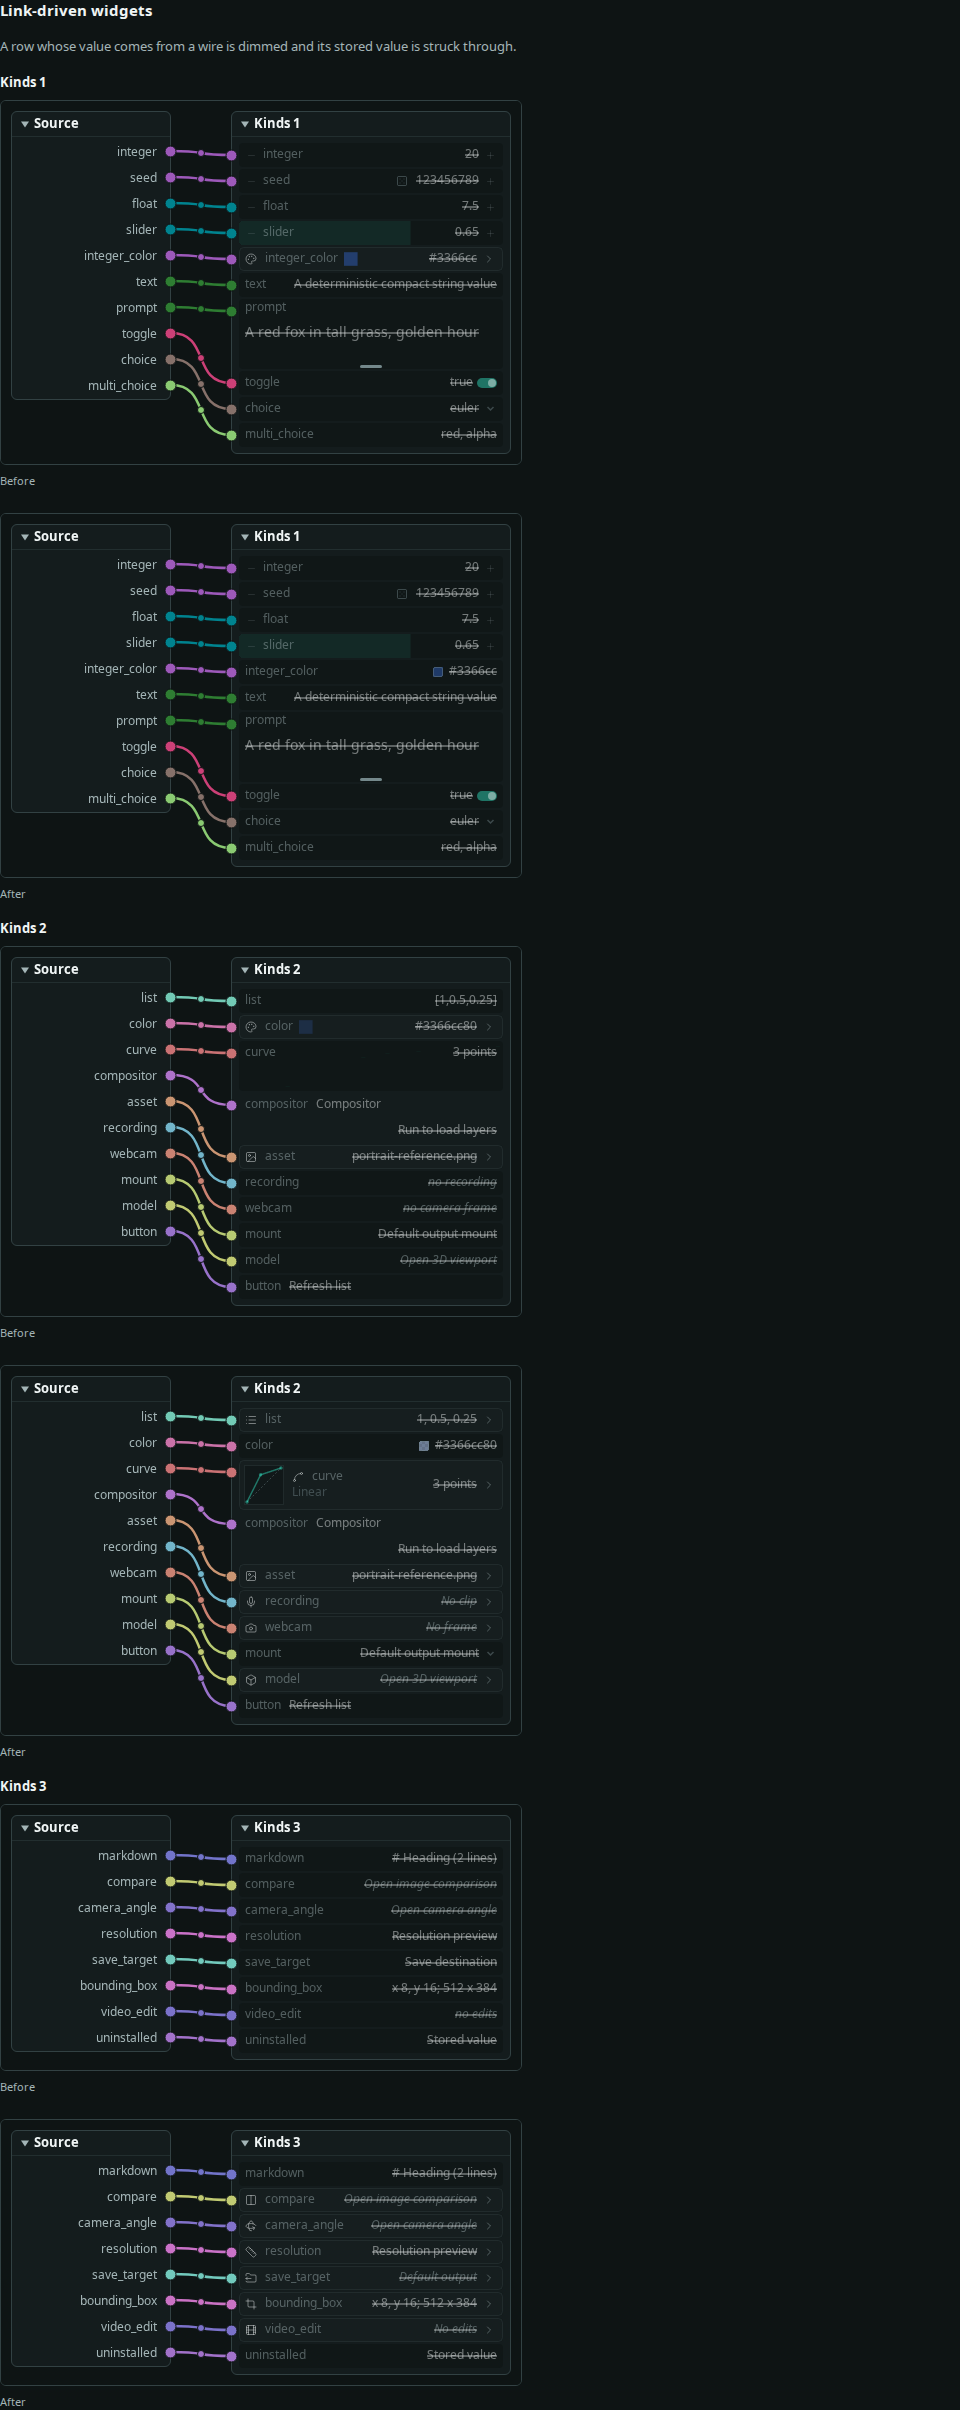 Link-driven widgets
A row whose value comes from a wire is dimmed and its stored value is struck through.
Kinds 1
Source
integer
seed
float
slider
integer_color
text
prompt
toggle
choice
multi_choice
Kinds 1
integer 20
seed 123456789
float 7.5
slider 0.65
integer_color #3366cc
text A deterministic compact string value
prompt
A red fox in tall grass, golden hour
toggle true
choice euler
multi_choice red, alpha
Before
Source
integer
seed
float
slider
integer_color
text
prompt
toggle
choice
multi_choice
Kinds 1
integer 20
seed 123456789
float 7.5
slider 0.65
integer_color #3366cc
text A deterministic compact string value
prompt
A red fox in tall grass, golden hour
toggle true
choice euler
multi_choice red, alpha
After
Kinds 2
Source
list
color
curve
compositor
asset
recording
webcam
mount
model
button
Kinds 2
list [1,0.5,0.25]
color #3366cc80
curve 3 points
compositor Compositor
Run to load layers
asset portrait-reference.png
recording no recording
webcam no camera frame
mount Default output mount
model Open 3D viewport
button Refresh list
Before
Source
list
color
curve
compositor
asset
recording
webcam
mount
model
button
Kinds 2
list 1, 0.5, 0.25
color #3366cc80
curve 3 points
Linear
compositor Compositor
Run to load layers
asset portrait-reference.png
recording No clip
webcam No frame
mount Default output mount
model Open 3D viewport
button Refresh list
After
Kinds 3
Source
markdown
compare
camera_angle
resolution
save_target
bounding_box
video_edit
uninstalled
Kinds 3
markdown # Heading (2 lines)
compare Open image comparison
camera_angle Open camera angle
resolution Resolution preview
save_target Save destination
bounding_box x 8, y 16; 512 x 384
video_edit no edits
uninstalled Stored value
Before
Source
markdown
compare
camera_angle
resolution
save_target
bounding_box
video_edit
uninstalled
Kinds 3
markdown # Heading (2 lines)
compare Open image comparison
camera_angle Open camera angle
resolution Resolution preview
save_target Default output
bounding_box x 8, y 16; 512 x 384
video_edit No edits
uninstalled Stored value
After